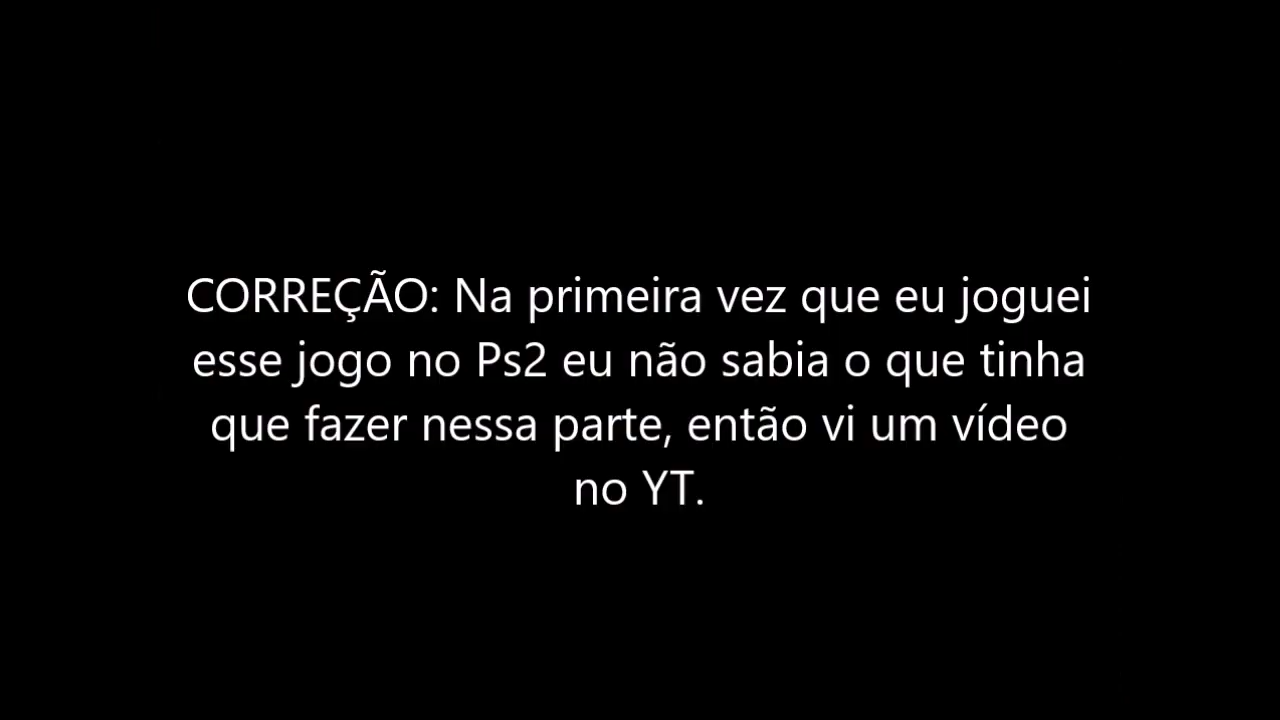 CORREÇÃO: Na primeira vez que eu joguei
esse jogo no Ps2 eu não sabia o que tinha
que fazer nessa parte, então vi um vídeo
no YT.